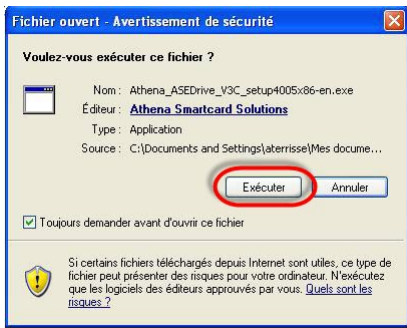 Fichier ouvert - Avertissement de sécurité
Voulez-vous exécuter ce fichier ?
Nom : Athena_ASEDrive_V3C_setup4005x86-en.exe
Éditeur : Athena Smartcard Solutions
Type : Application
Source : C:\Documents and Settings\aterrisse\Mes docume...
Exécuter Annuler
Toujours demander avant d'ouvrir ce fichier
Si certains fichiers téléchargés depuis Internet sont utiles, ce type de
fichier peut présenter des risques pour votre ordinateur. N'exécutez
que les logiciels des éditeurs approuvés par vous. Quels sont les
risques ?